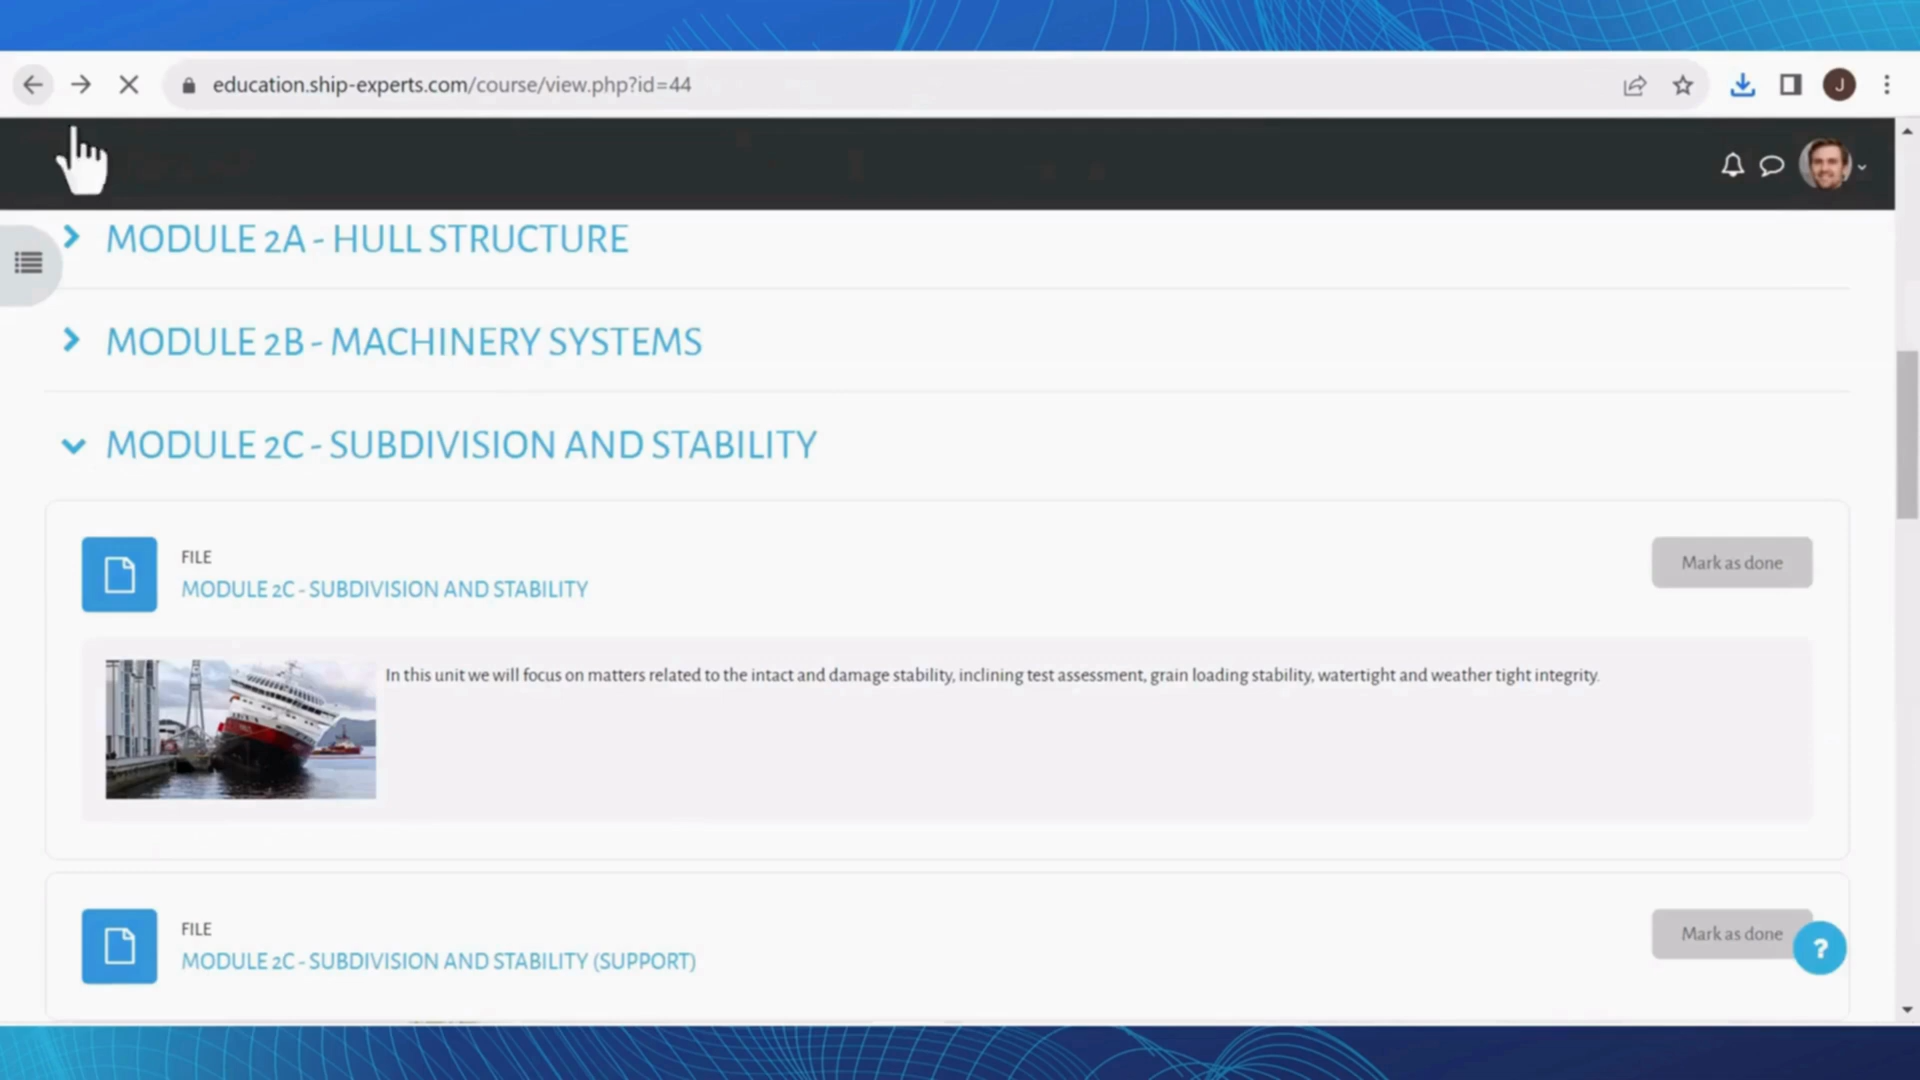 education.ship-experts.com/course/view.php?id=44
J
MODULE 2A - HULL STRUCTURE
MODULE 2B - MACHINERY SYSTEMS
MODULE 2C - SUBDIVISION AND STABILITY
FILE
Mark as done
MODULE 2C - SUBDIVISION AND STABILITY
In this unit we will focus on matters related to the intact and damage stability, inclining test assessment, grain loading stability, watertight and weather tight integrity.
FILE
Mark as done
MODULE 2C - SUBDIVISION AND STABILITY (SUPPORT)
?